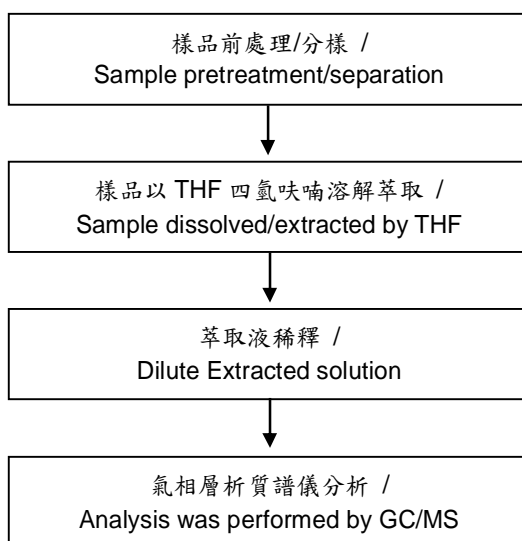 樣品前處理/分樣 /
Sample pretreatment/separation
樣品以 THF 四氫呋喃溶解萃取 /
Sample dissolved/extracted by THF
萃取液稀釋 /
Dilute Extracted solution
氣相層析質譜儀分析 /
Analysis was performed by GC/MS